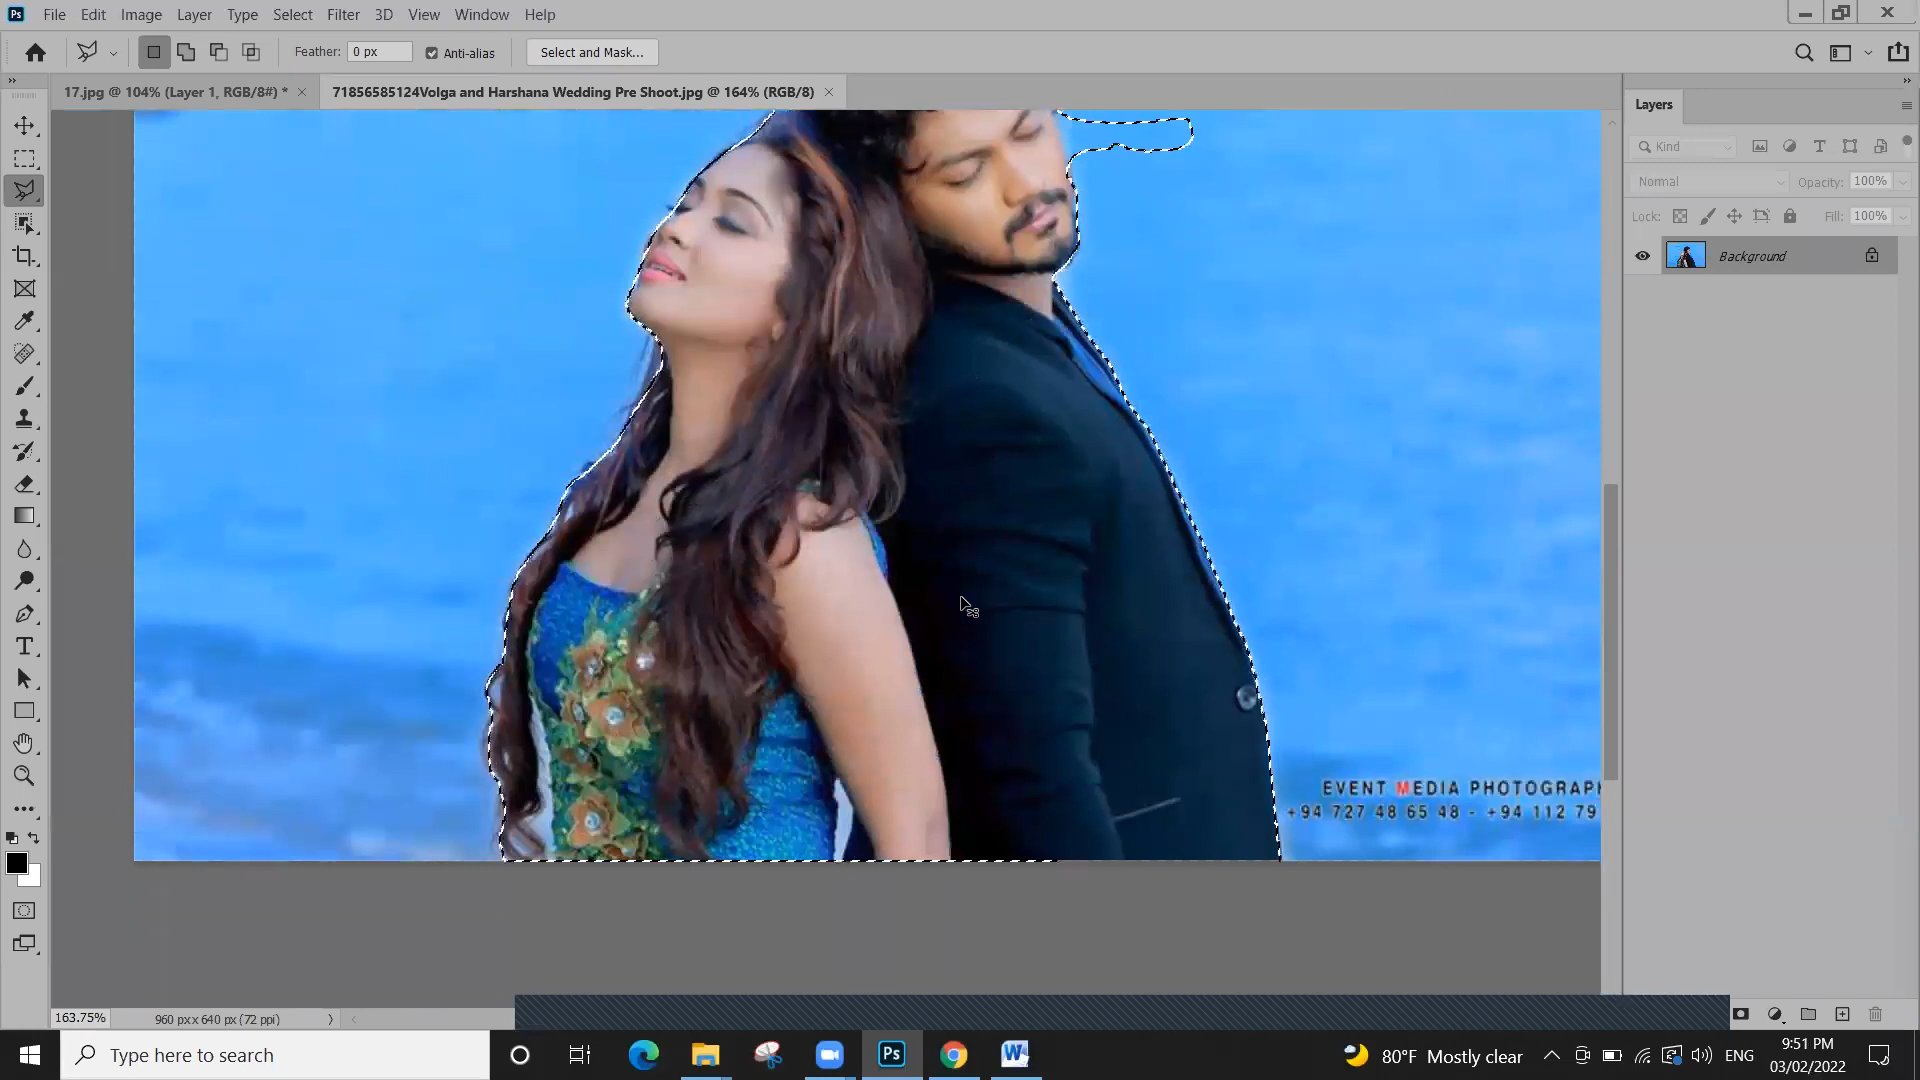 Ps File Edit Image Layer Type Select Filter 3D View Window Help
Feather: 0 px Anti-alias Select and Mask...
17.jpg @ 104% (Layer 1, RGB/8#) * 71856585124Volga and Harshana Wedding Pre Shoot.jpg @ 164% (RGB/8)
Layers
Kind
Normal Opacity: 100%
Lock: Fill: 100%
Background
EVENT MEDIA PHOTOGRAPH
+94 727 48 65 48 - +94 112 79
163.75% 960 px x 640 px (72 ppi)
Type here to search
Ps
W
80°F Mostly clear
ENG
9:51 PM
03/02/2022